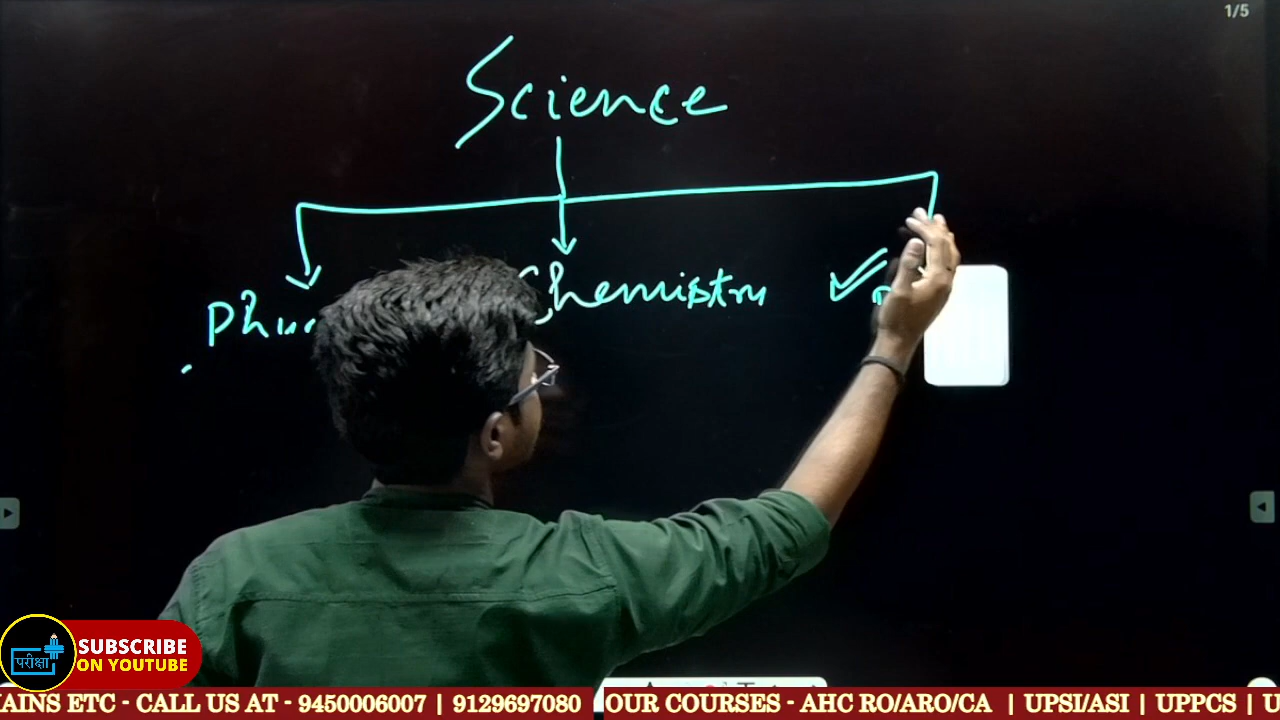 1/5
Science
Chemistry
परीक्षा
SUBSCRIBE
ON YOUTUBE
AINS ETC - CALL US AT - 9450006007 | 9129697080 OUR COURSES - AHC RO/ARO/CA | UPSI/ASI | UPPCS | U